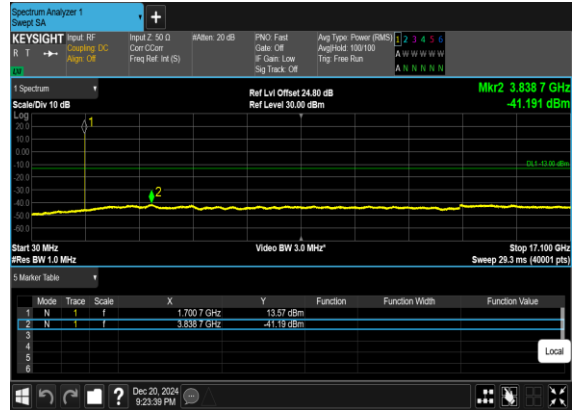 Spectrum Analyzer 1
Swept SA
+
KEYSIGHT Input: RF Input Z: 50 Ω #Atten: 20 dB PNO: Fast Avg Type: Power (RMS) 1 2 3 4 5 6
R T Coupling: DC Corr CCorr Gate: Off Avg|Hold: 100/100 A W W W W W
Align: Off Freq Ref: Int (S) IF Gain: Low Trig: Free Run
Sig Track: Off A N N N N N
1 Spectrum Ref Lvl Offset 24.80 dB Mkr2 3.838 7 GHz
Scale/Div 10 dB Ref Level 30.00 dBm -41.191 dBm
Log
20.0
10.0
0.00
-10.0
-20.0
-30.0
-40.0
-50.0
-60.0
1
2
DL1 -13.00 dBm
Start 30 MHz Video BW 3.0 MHz* Stop 17.100 GHz
#Res BW 1.0 MHz Sweep 29.3 ms (40001 pts)
5 Marker Table
Mode Trace Scale X Y Function Function Width Function Value
1 N 1 f 1.700 7 GHz 13.57 dBm
2 N 1 f 3.838 7 GHz -41.19 dBm
3
4
5
6
Local
? Dec 20, 2024
9:23:39 PM